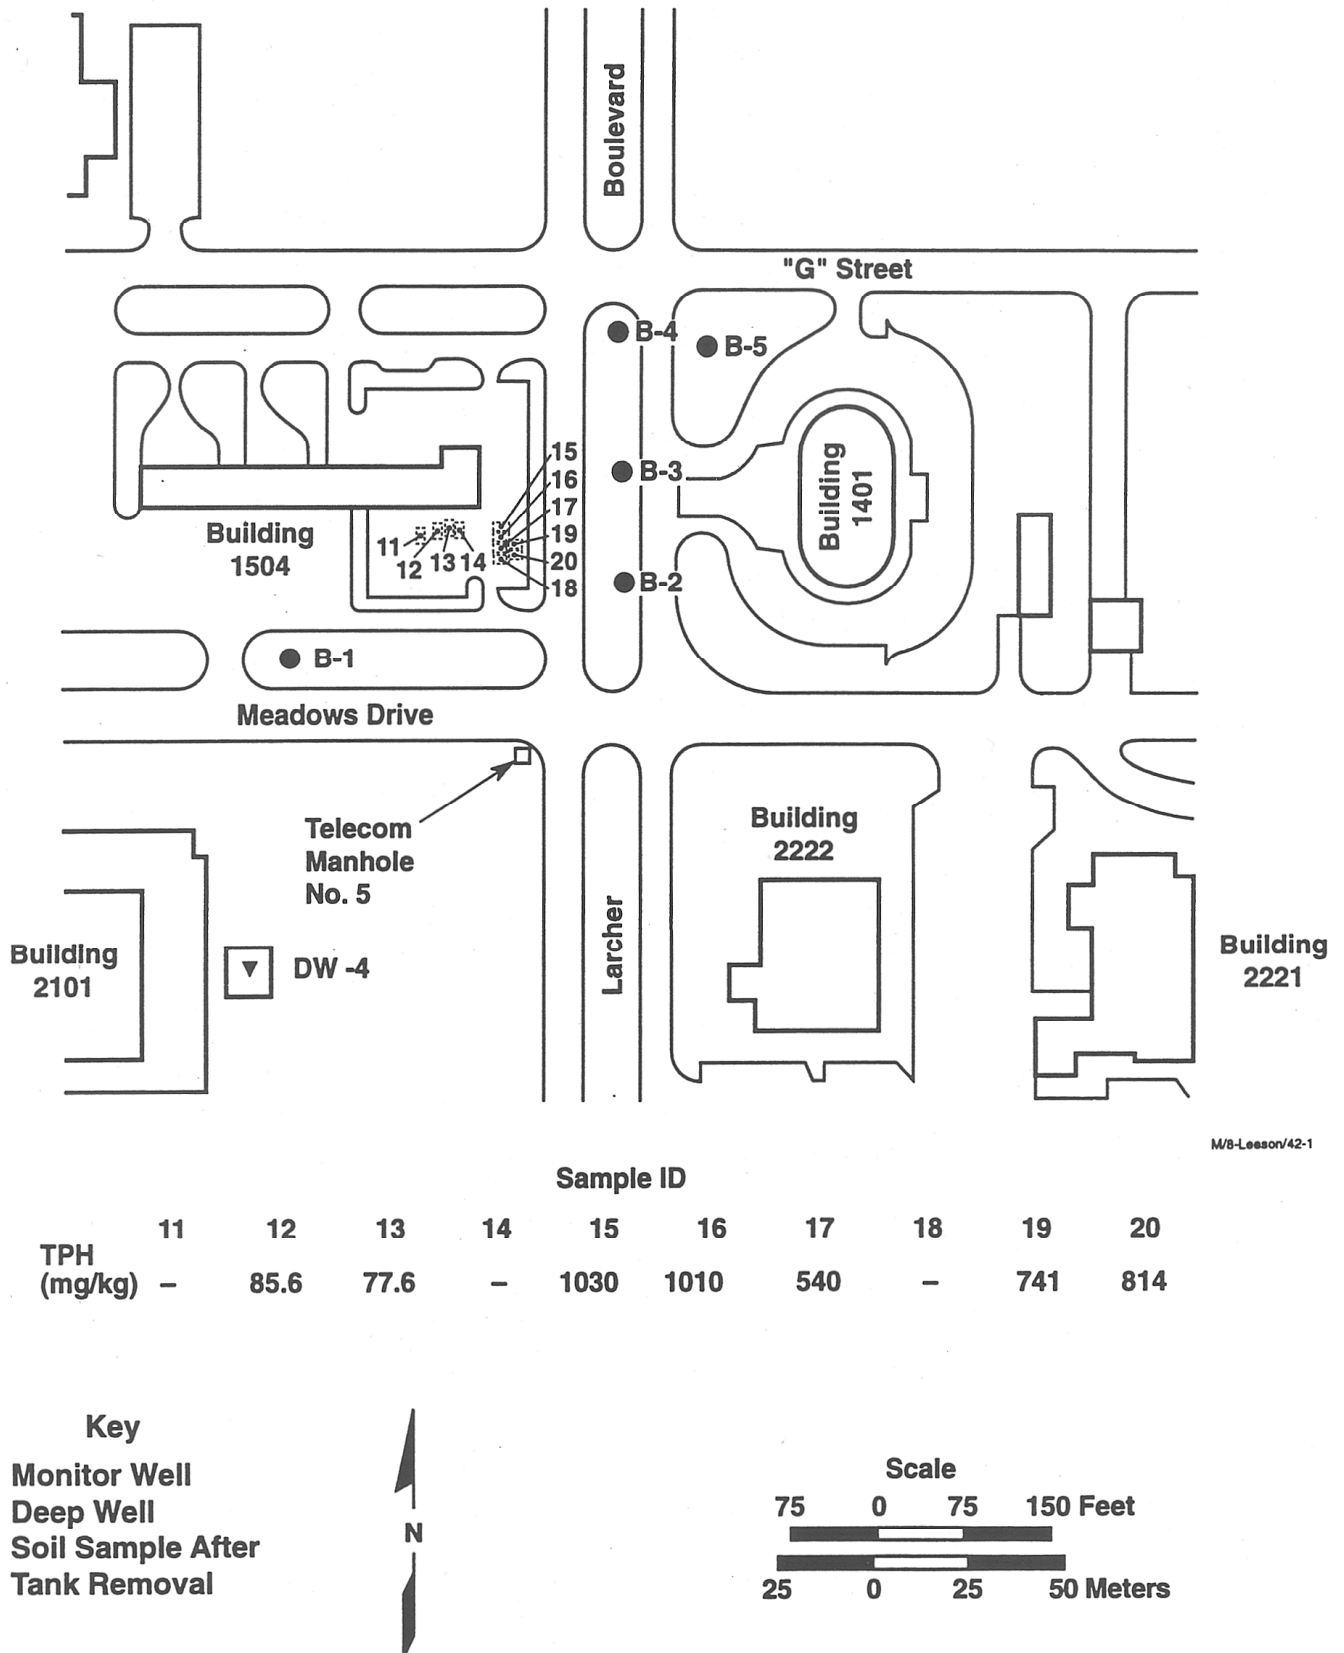 Boulevard
"G" Street
B-4
B-5
15
16
17
19
20
18
B-3
Building
1401
Building
1504
11
12
13
14
B-2
B-1
Meadows Drive
Telecom
Manhole
No. 5
Building
2222
Larcher
Building
2101
DW -4
Building
2221
M/8-Leeson/42-1
Sample ID
11 12 13 14 15 16 17 18 19 20
TPH
(mg/kg) – 85.6 77.6 – 1030 1010 540 – 741 814
Key
Monitor Well
Deep Well
Soil Sample After
Tank Removal
N
Scale
75 0 75 150 Feet
25 0 25 50 Meters